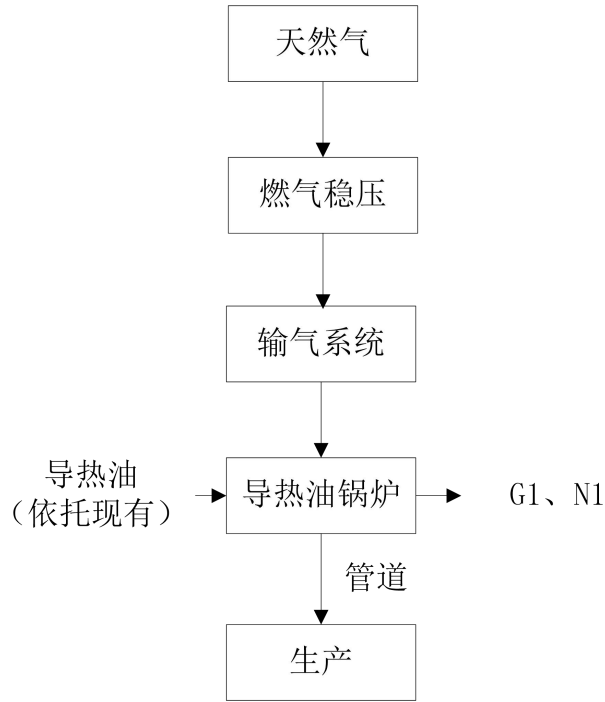 天然气
燃气稳压
输气系统
导热油
（依托现有）
导热油锅炉
G1、N1
管道
生产